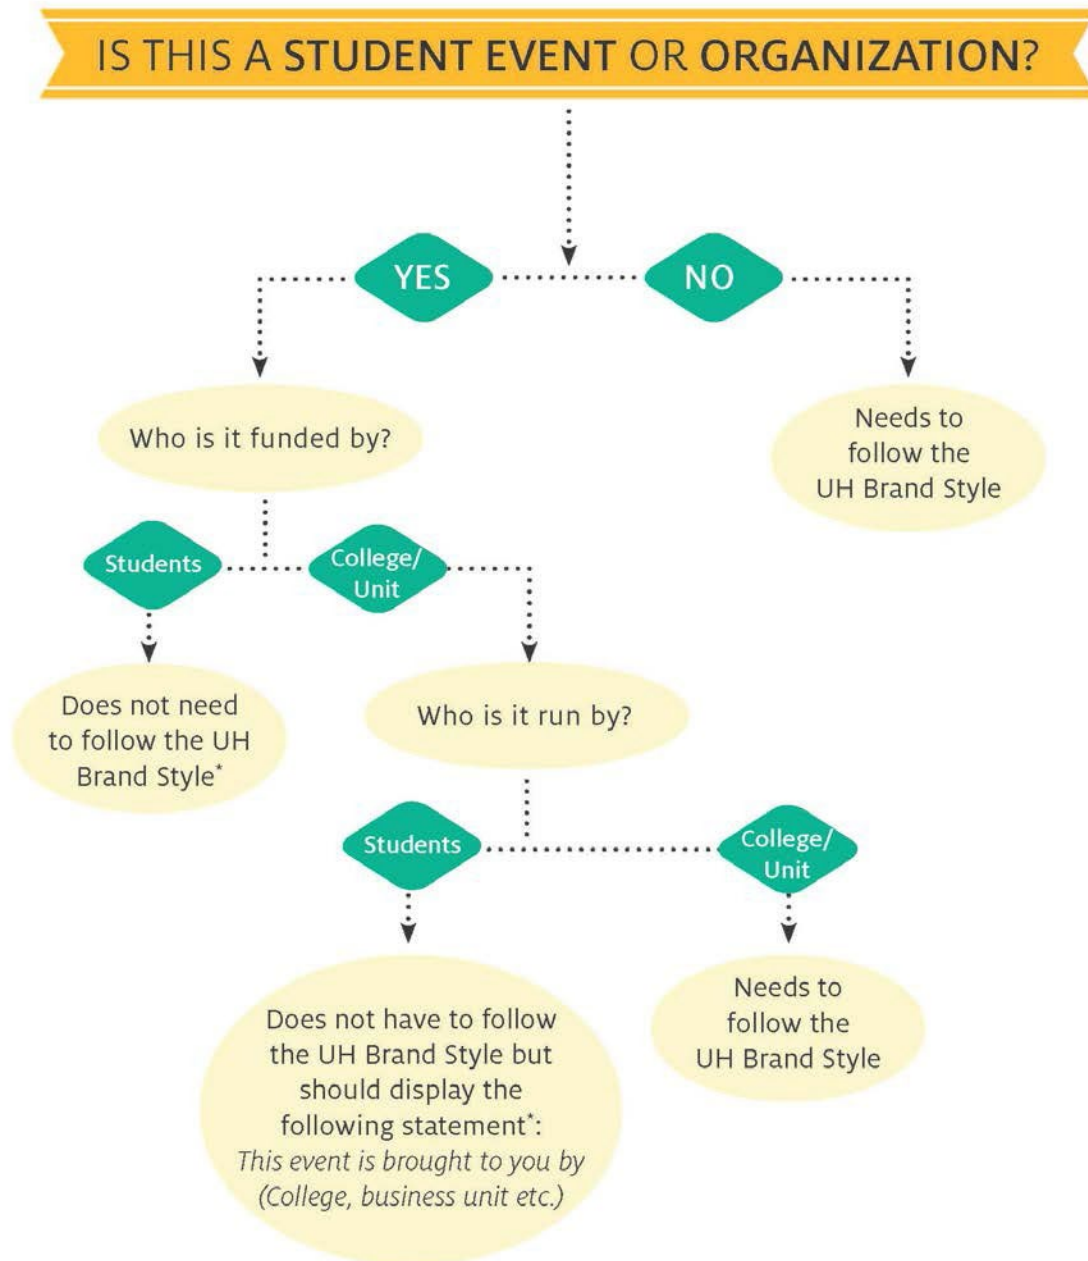 IS THIS A STUDENT EVENT OR ORGANIZATION?
YES
NO
Who is it funded by?
Needs to
follow the
UH Brand Style
Students
College/
Unit
Does not need
to follow the UH
Brand Style*
Who is it run by?
Students
College/
Unit
Does not have to follow
the UH Brand Style but
should display the
following statement*:
This event is brought to you by
(College, business unit etc.)
Needs to
follow the
UH Brand Style